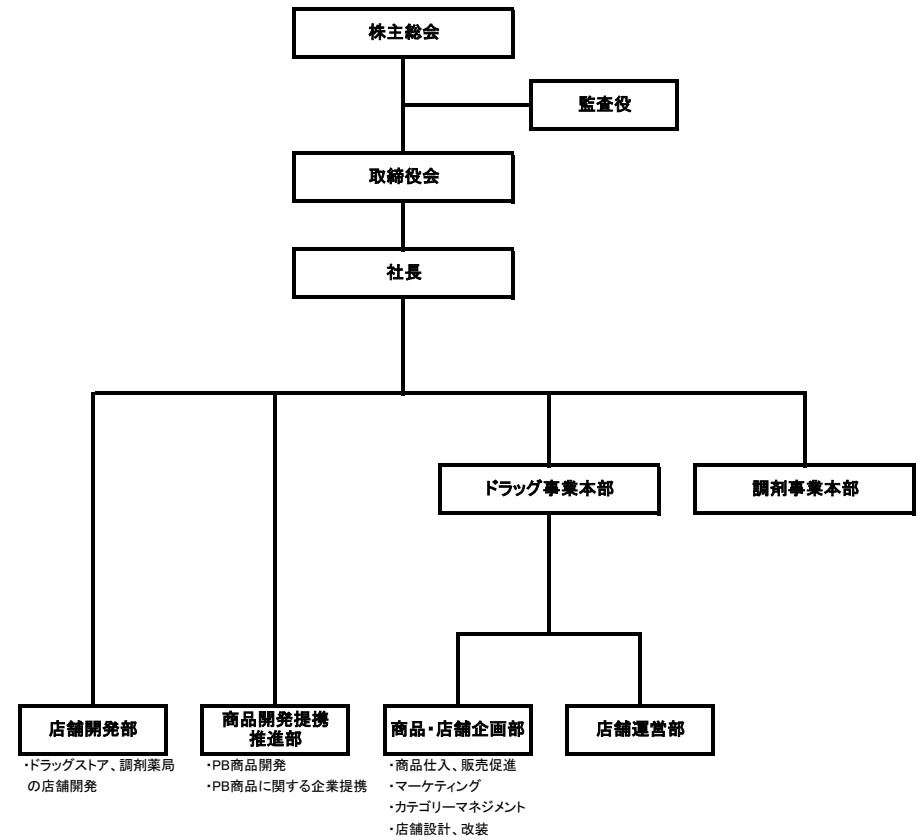 株主総会
監査役
取締役会
社長
ドラッグ事業本部
調剤事業本部
店舗開発部
・ドラッグストア、調剤薬局
の店舗開発
商品開発提携
推進部
・PB商品開発
・PB商品に関する企業提携
商品・店舗企画部
・商品仕入、販売促進
・マーケティング
・カテゴリーマネジメント
・店舗設計、改装
店舗運営部